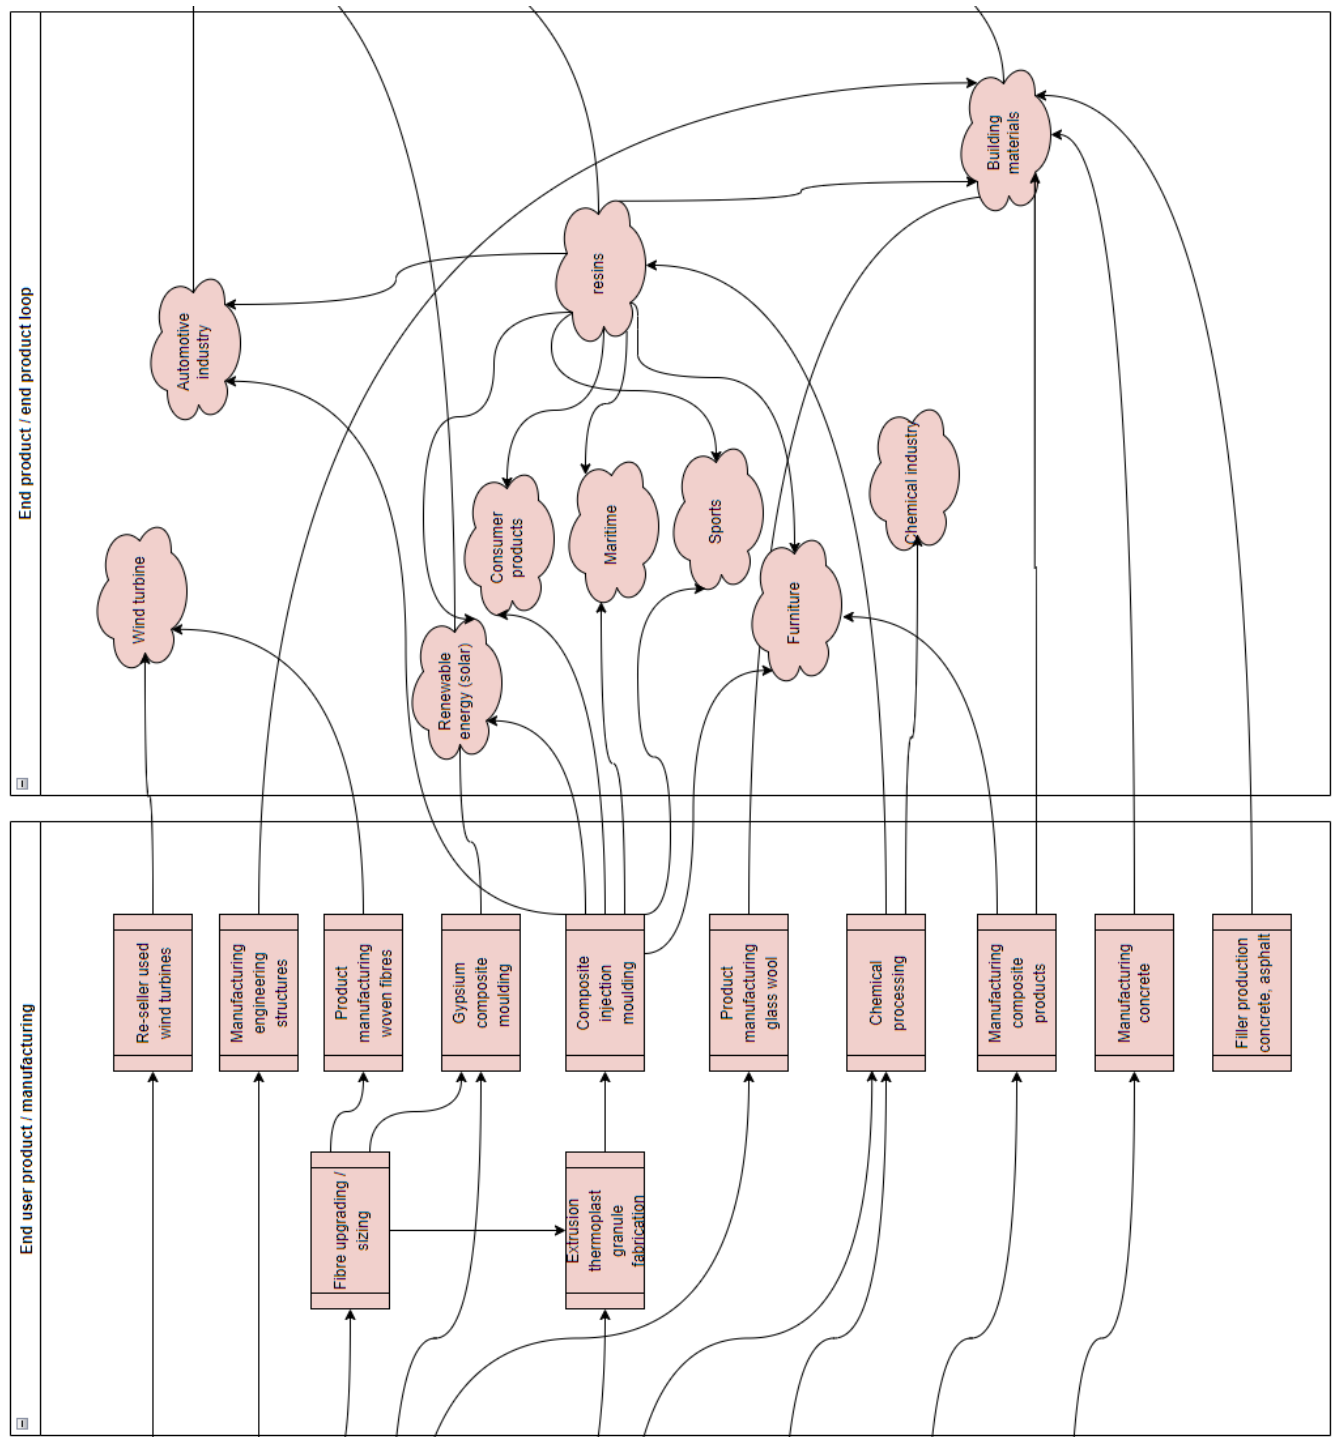 End product / end product loop
Building
materials
resins
Automotive
industry
Chemical industry
Consumer
products
Maritime
Sports
Wind turbine
Furniture
Renewable
energy (solar)
End user product / manufacturing
Re-seller used
wind turbines
Manufacturing
engineering
structures
Product
manufacturing
woven fibres
Gypsium
composite
moulding
Composite
injection
moulding
Product
manufacturing
glass wool
Chemical
processing
Manufacturing
composite
products
Manufacturing
concrete
Filler production
concrete, asphalt
Fibre upgrading /
sizing
Extrusion
thermoplast
granule
fabrication